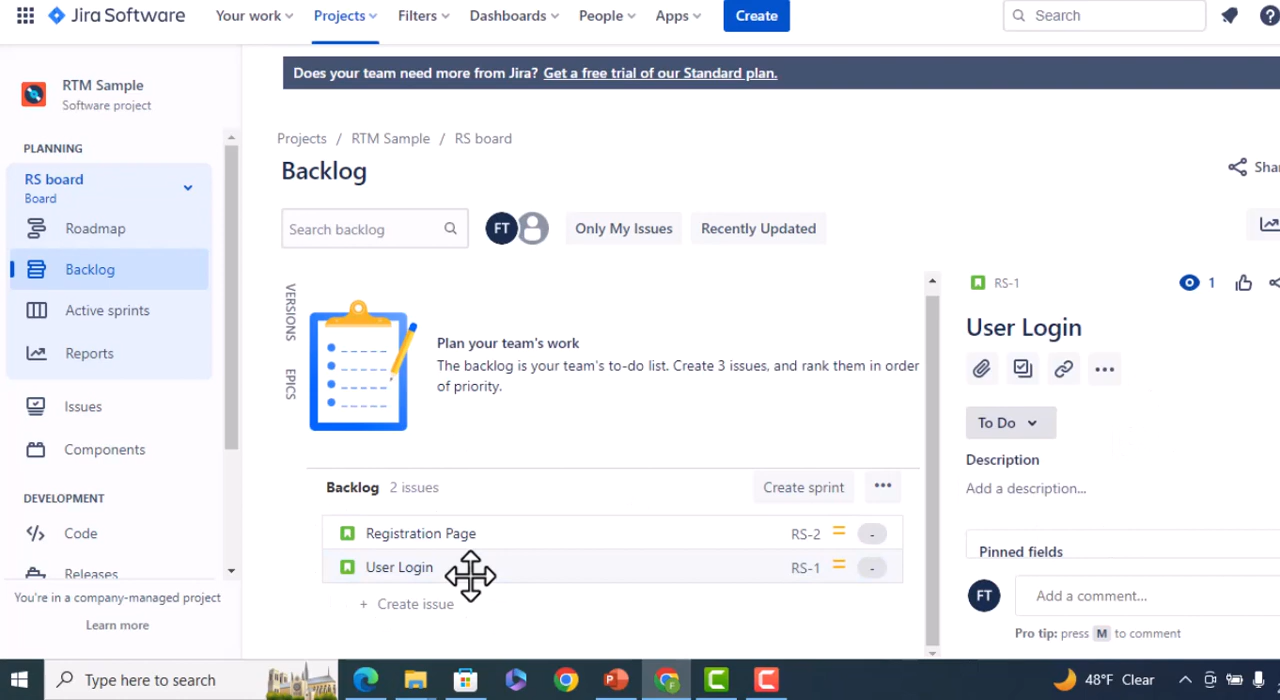 Jira Software
Your work
Projects
Filters
Dashboards
People
Apps
Create
Search
RTM Sample
Software project
PLANNING
RS board
Board
Roadmap
Backlog
Active sprints
Reports
Issues
Components
DEVELOPMENT
Code
Releases
You're in a company-managed project
Learn more
Does your team need more from Jira? Get a free trial of our Standard plan.
Projects / RTM Sample / RS board
Backlog
Search backlog
FT
Only My Issues
Recently Updated
VERSIONS
EPICS
Plan your team's work
The backlog is your team's to-do list. Create 3 issues, and rank them in order
of priority.
Backlog 2 issues
Create sprint
Registration Page RS-2 -
User Login RS-1 -
+ Create issue
RS-1
1
User Login
To Do
Description
Add a description...
Pinned fields
FT
Add a comment...
Pro tip: press M to comment
Type here to search
48°F Clear